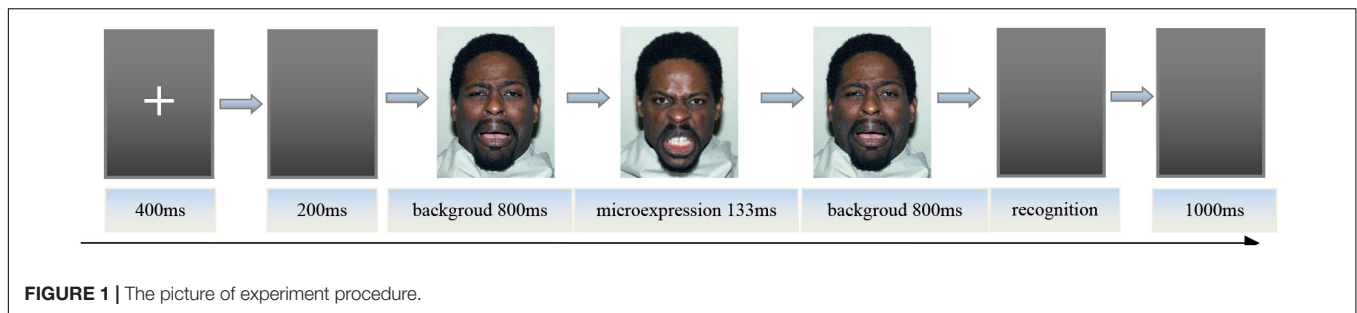 400ms
200ms
backgroud 800ms
microexpression 133ms
backgroud 800ms
recognition
1000ms
FIGURE 1 | The picture of experiment procedure.